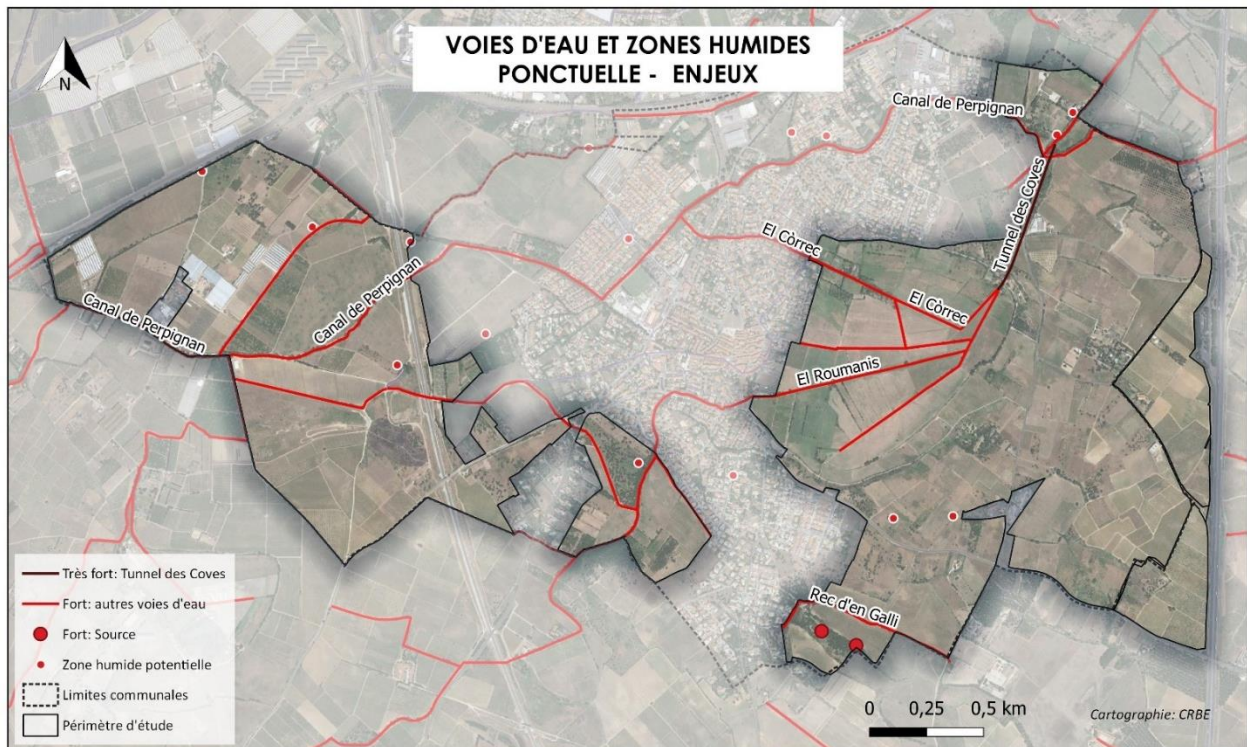 VOIES D'EAU ET ZONES HUMIDES
PONCTUELLE - ENJEUX
N
Canal de Perpignan
Tunnel des Coves
El Còrrec
Canal de Perpignan
El Còrrec
Canal de Perpignan
El Roumanis
Rec d'en Galli
Très fort: Tunnel des Coves
Fort: autres voies d'eau
Fort: Source
Zone humide potentielle
Limites communales
Périmètre d'étude
0 0,25 0,5 km
Cartographie: CRBE